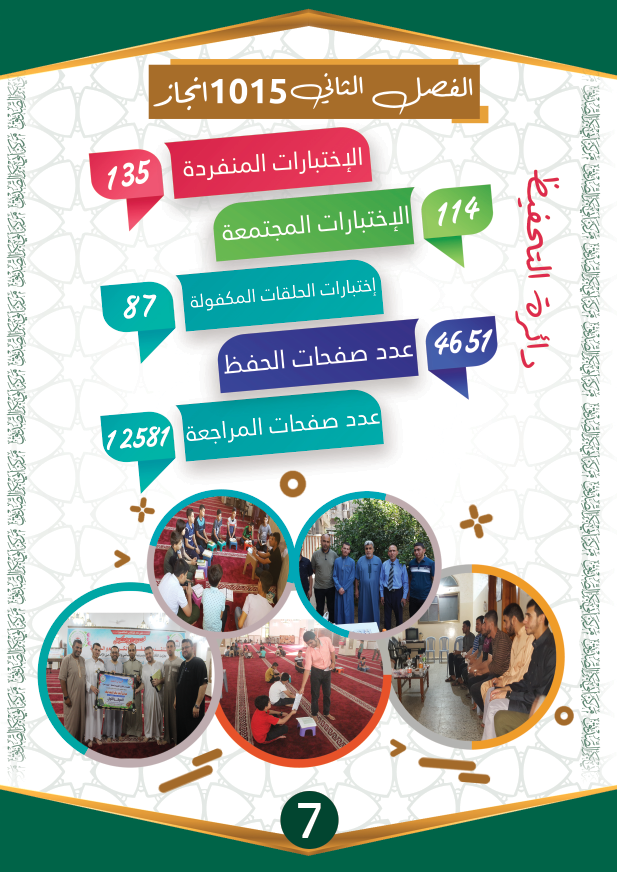 الفصل الثاني 1015 انجاز
دائرة التحفيظ
الإختبارات المنفردة 135
الإختبارات المجتمعة 114
إختبارات الحلقات المكفولة 87
عدد صفحات الحفظ 4651
عدد صفحات المراجعة 12581
7